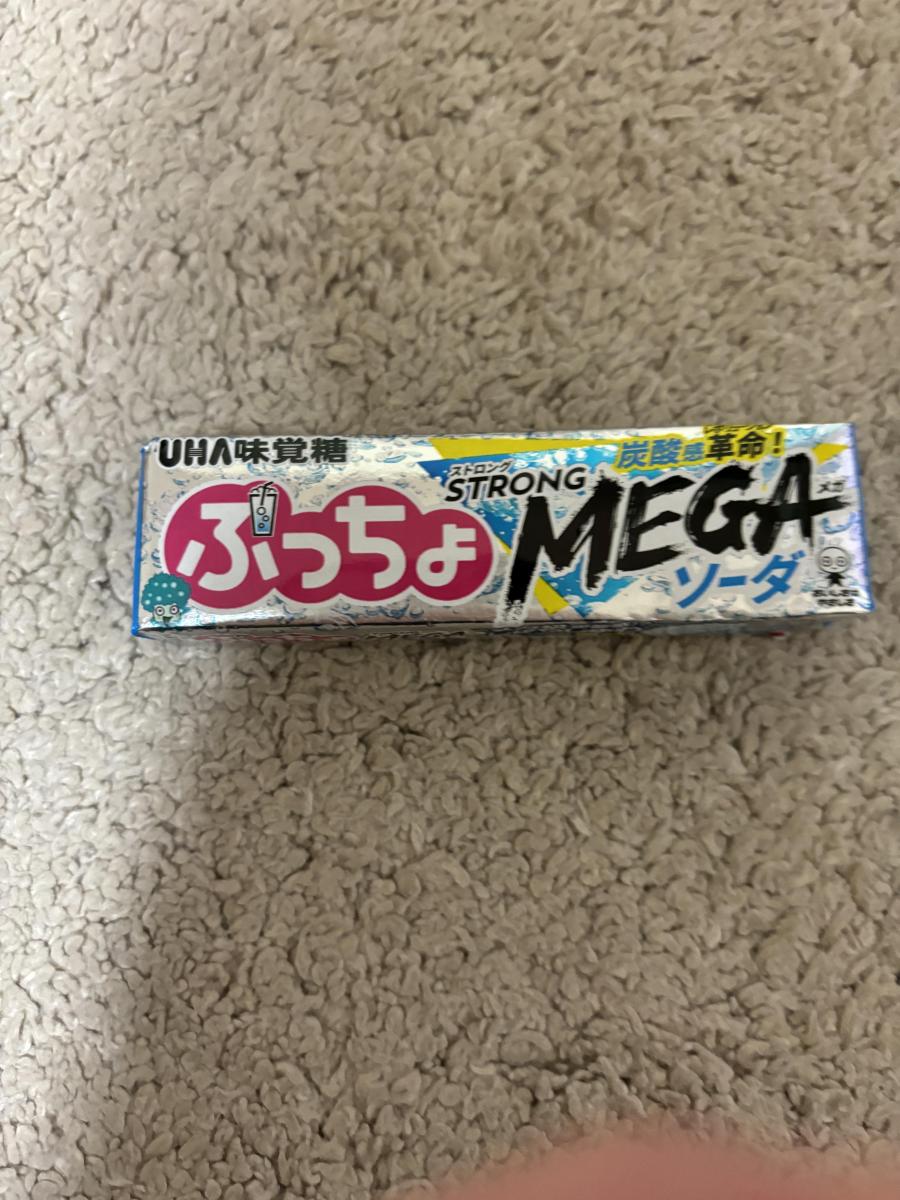 UHA味覚糖
炭酸感革命!
ストロング
STRONG
MEGA
メガ
ぷっちょ
ソーダ